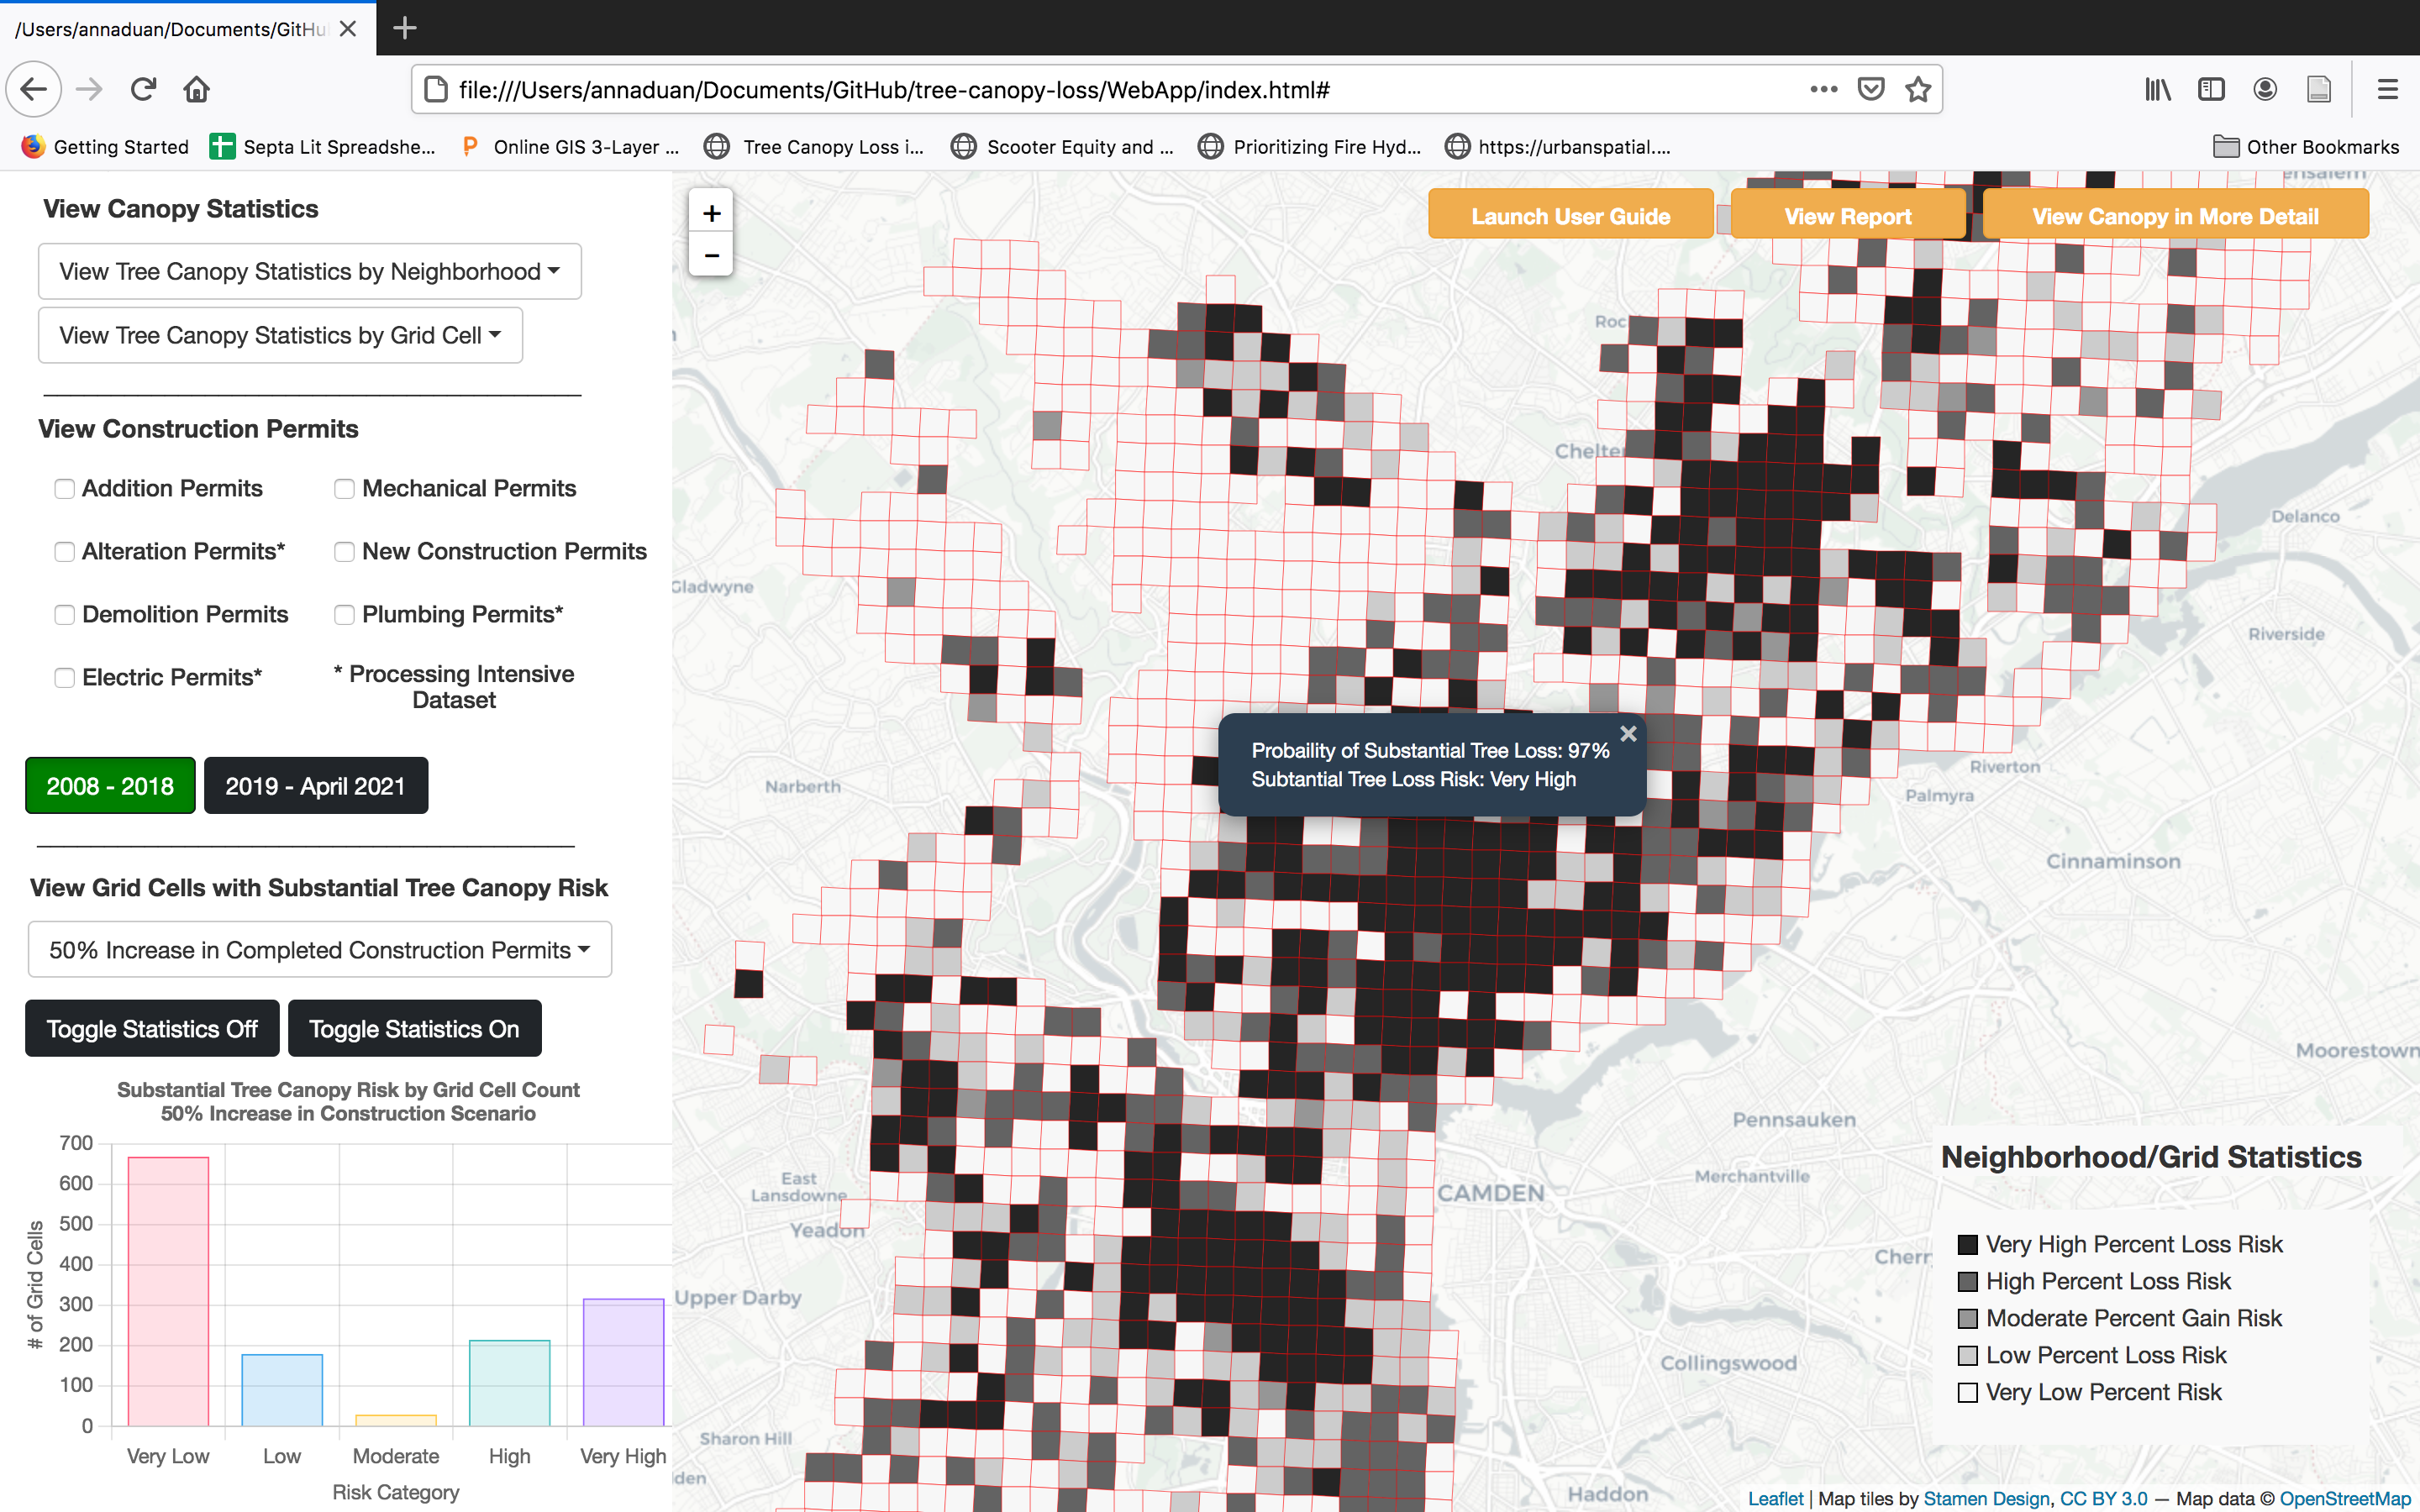 /Users/annaduan/Documents/GitHu
file:///Users/annaduan/Documents/GitHub/tree-canopy-loss/WebApp/index.html#
Getting Started
Septa Lit Spreadshe...
Online GIS 3-Layer ...
Tree Canopy Loss i...
Scooter Equity and ...
Prioritizing Fire Hyd...
https://urbanspatial....
Other Bookmarks
View Canopy Statistics
View Tree Canopy Statistics by Neighborhood
View Tree Canopy Statistics by Grid Cell
View Construction Permits
Addition Permits
Mechanical Permits
Alteration Permits*
New Construction Permits
Demolition Permits
Plumbing Permits*
Electric Permits*
* Processing Intensive
Dataset
2008 - 2018
2019 - April 2021
View Grid Cells with Substantial Tree Canopy Risk
50% Increase in Completed Construction Permits
Toggle Statistics Off
Toggle Statistics On
Substantial Tree Canopy Risk by Grid Cell Count
50% Increase in Construction Scenario
# of Grid Cells
700
600
500
400
300
200
100
0
Very Low
Low
Moderate
High
Very High
Risk Category
+
−
Launch User Guide
View Report
View Canopy in More Detail
ensalem
Roc
Chelte
Delanco
Gladwyne
Riverside
Probaility of Substantial Tree Loss: 97%
Subtantial Tree Loss Risk: Very High
Narberth
Riverton
Palmyra
Cinnaminson
Moorestown
Pennsauken
Merchantville
East
Lansdowne
CAMDEN
Yeadon
Cherr
Upper Darby
Collingswood
Sharon Hill
den
Haddon
Neighborhood/Grid Statistics
Very High Percent Loss Risk
High Percent Loss Risk
Moderate Percent Gain Risk
Low Percent Loss Risk
Very Low Percent Risk
Leaflet | Map tiles by Stamen Design, CC BY 3.0 — Map data © OpenStreetMap